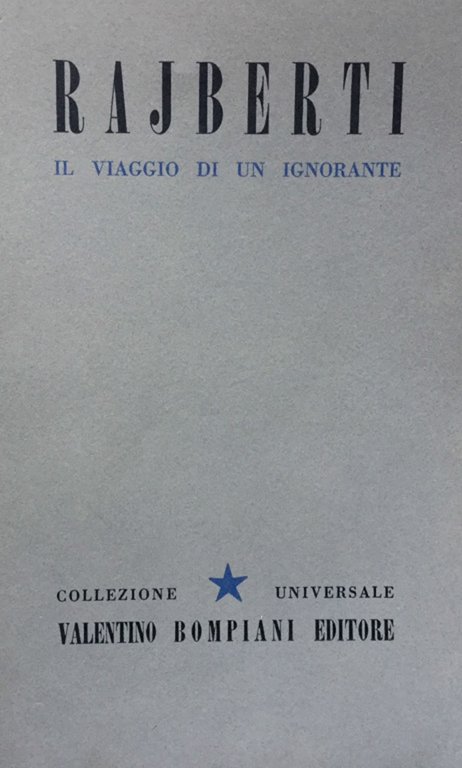 RAJBERTI
IL VIAGGIO DI UN IGNORANTE
COLLEZIONE UNIVERSALE
VALENTINO BOMPIANI EDITORE